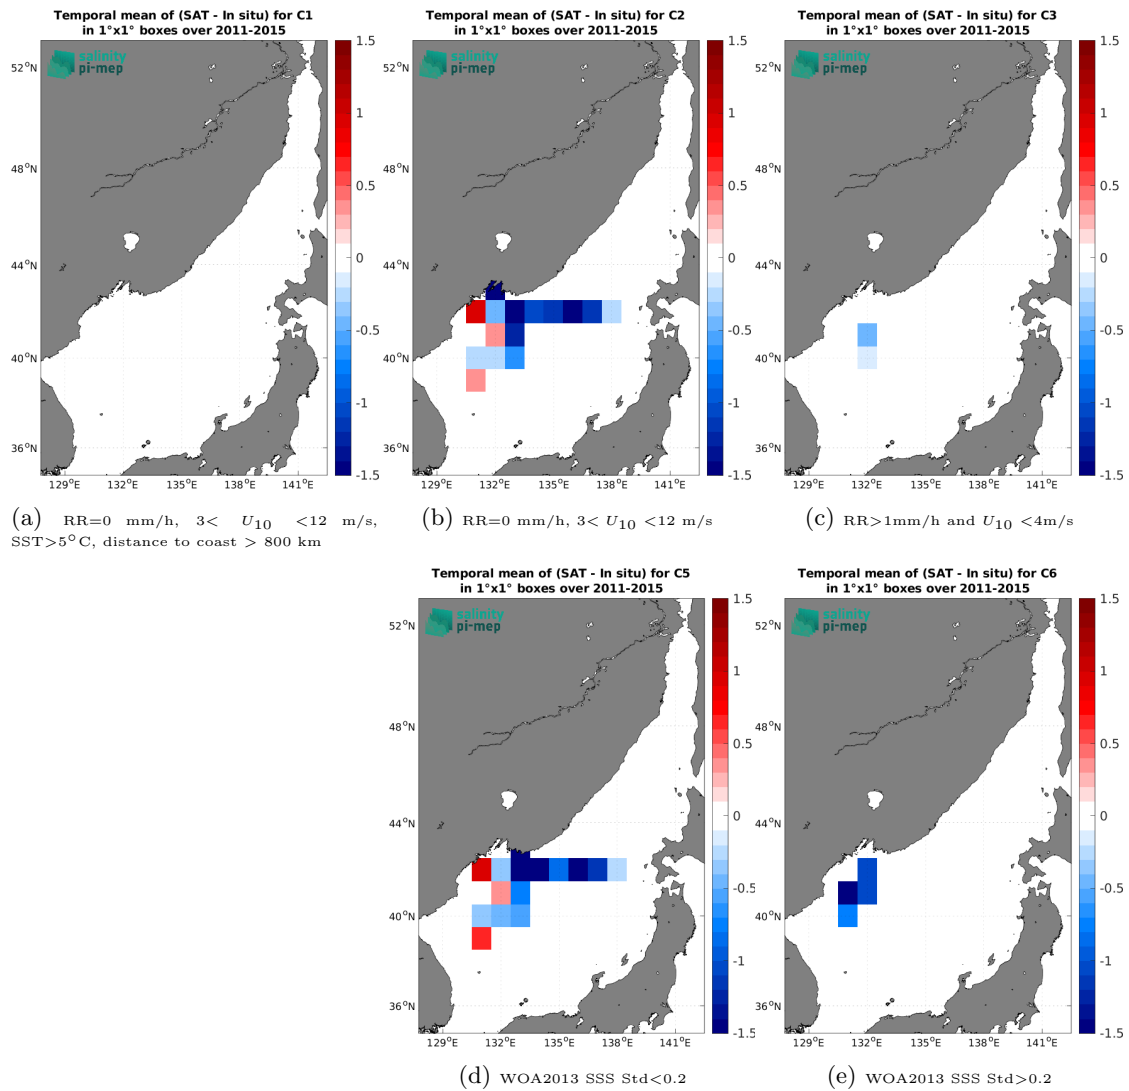 Temporal mean of (SAT - In situ) for C1
in 1°x1° boxes over 2011-2015
salinity
pi-mep
52°N
48°N
44°N
40°N
36°N
129°E 132°E 135°E 138°E 141°E
1.5
1
0.5
0
-0.5
-1
-1.5
(a) RR=0 mm/h, 3< U10 <12 m/s,
SST>5°C, distance to coast > 800 km
Temporal mean of (SAT - In situ) for C2
in 1°x1° boxes over 2011-2015
salinity
pi-mep
52°N
48°N
44°N
40°N
36°N
129°E 132°E 135°E 138°E 141°E
1.5
1
0.5
0
-0.5
-1
-1.5
(b) RR=0 mm/h, 3< U10 <12 m/s
Temporal mean of (SAT - In situ) for C3
in 1°x1° boxes over 2011-2015
salinity
pi-mep
52°N
48°N
44°N
40°N
36°N
129°E 132°E 135°E 138°E 141°E
1.5
1
0.5
0
-0.5
-1
-1.5
(c) RR>1mm/h and U10 <4m/s
Temporal mean of (SAT - In situ) for C5
in 1°x1° boxes over 2011-2015
salinity
pi-mep
52°N
48°N
44°N
40°N
36°N
129°E 132°E 135°E 138°E 141°E
1.5
1
0.5
0
-0.5
-1
-1.5
(d) WOA2013 SSS Std<0.2
Temporal mean of (SAT - In situ) for C6
in 1°x1° boxes over 2011-2015
salinity
pi-mep
52°N
48°N
44°N
40°N
36°N
129°E 132°E 135°E 138°E 141°E
1.5
1
0.5
0
-0.5
-1
-1.5
(e) WOA2013 SSS Std>0.2